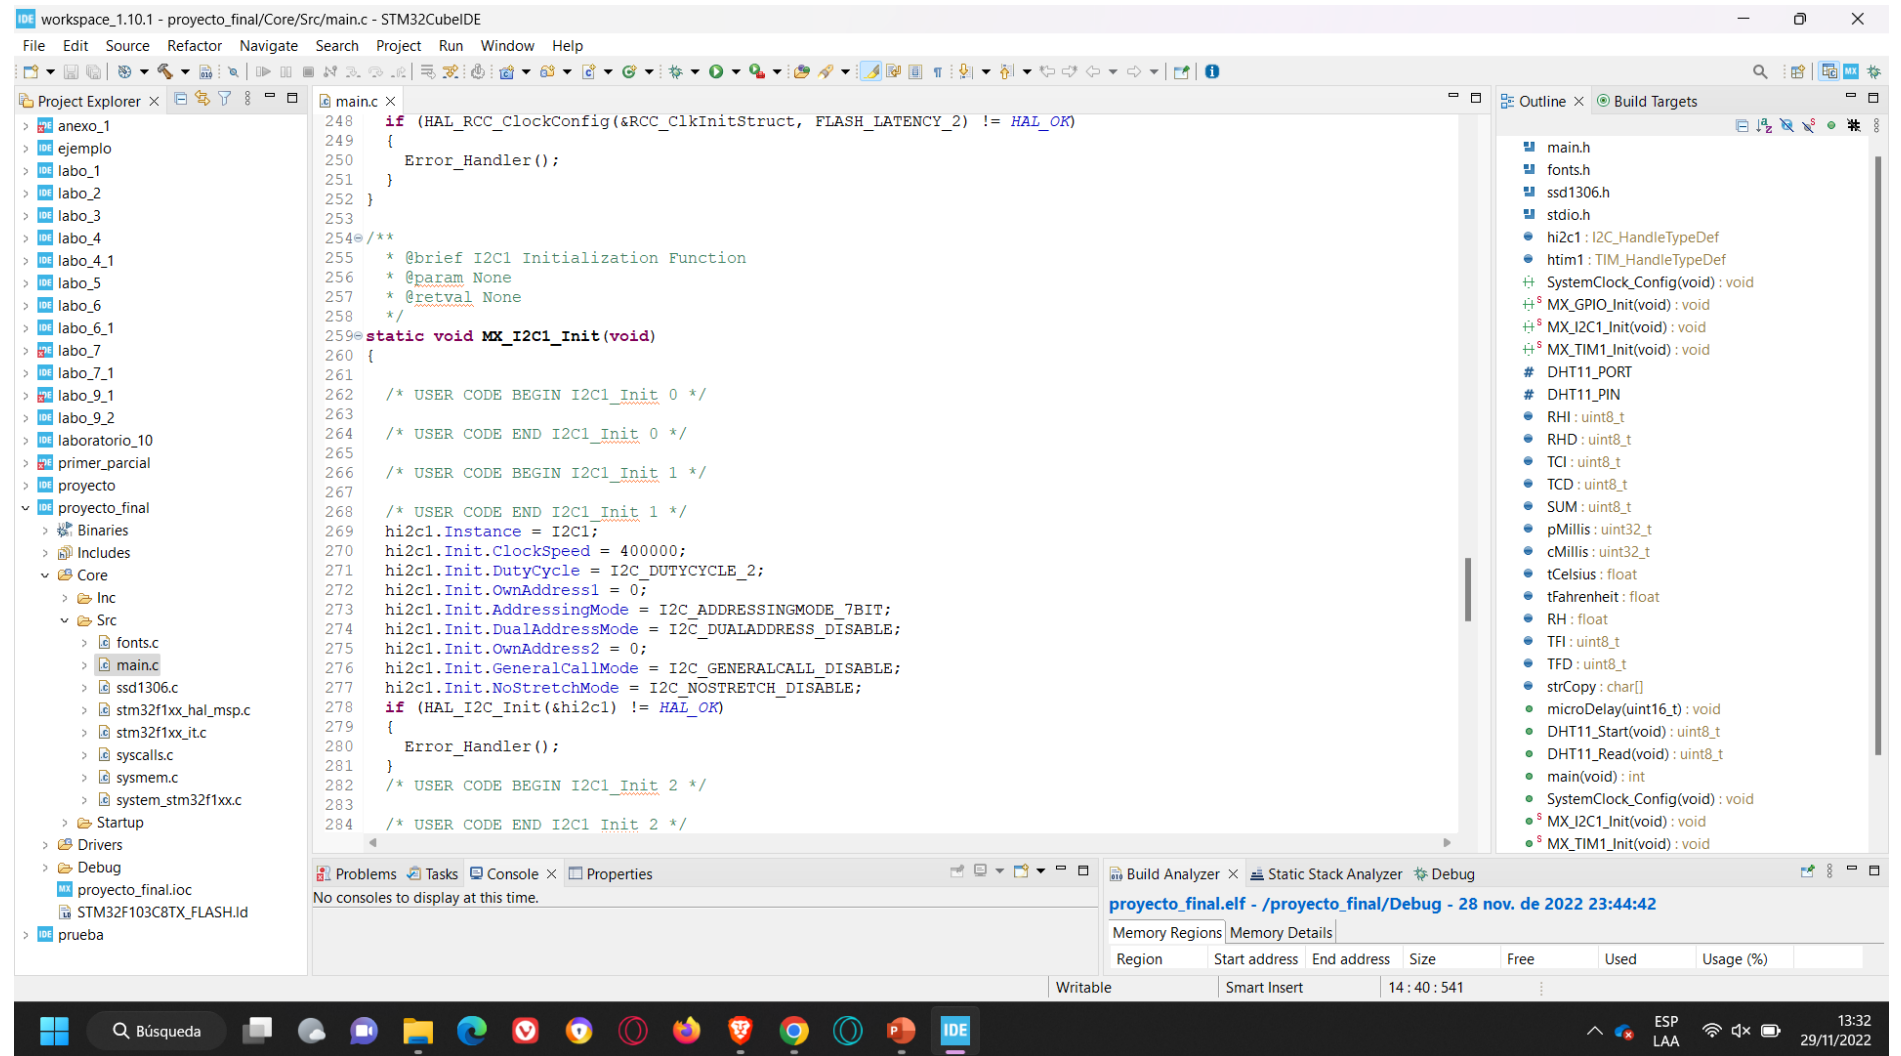 workspace_1.10.1 - proyecto_final/Core/Src/main.c - STM32CubeIDE
File Edit Source Refactor Navigate Search Project Run Window Help
Project Explorer
anexo_1
ejemplo
labo_1
labo_2
labo_3
labo_4
labo_4_1
labo_5
labo_6
labo_6_1
labo_7
labo_7_1
labo_9_1
labo_9_2
laboratorio_10
primer_parcial
proyecto
proyecto_final
Binaries
Includes
Core
Inc
Src
fonts.c
main.c
ssd1306.c
stm32f1xx_hal_msp.c
stm32f1xx_it.c
syscalls.c
sysmem.c
system_stm32f1xx.c
Startup
Drivers
Debug
proyecto_final.ioc
STM32F103C8TX_FLASH.ld
prueba
main.c
248 if (HAL_RCC_ClockConfig(&RCC_ClkInitStruct, FLASH_LATENCY_2) != HAL_OK)
249 {
250 Error_Handler();
251 }
252 }
253
254 /**
255 * @brief I2C1 Initialization Function
256 * @param None
257 * @retval None
258 */
259 static void MX_I2C1_Init(void)
260 {
261
262 /* USER CODE BEGIN I2C1_Init 0 */
263
264 /* USER CODE END I2C1_Init 0 */
265
266 /* USER CODE BEGIN I2C1_Init 1 */
267
268 /* USER CODE END I2C1_Init 1 */
269 hi2c1.Instance = I2C1;
270 hi2c1.Init.ClockSpeed = 400000;
271 hi2c1.Init.DutyCycle = I2C_DUTYCYCLE_2;
272 hi2c1.Init.OwnAddress1 = 0;
273 hi2c1.Init.AddressingMode = I2C_ADDRESSINGMODE_7BIT;
274 hi2c1.Init.DualAddressMode = I2C_DUALADDRESS_DISABLE;
275 hi2c1.Init.OwnAddress2 = 0;
276 hi2c1.Init.GeneralCallMode = I2C_GENERALCALL_DISABLE;
277 hi2c1.Init.NoStretchMode = I2C_NOSTRETCH_DISABLE;
278 if (HAL_I2C_Init(&hi2c1) != HAL_OK)
279 {
280 Error_Handler();
281 }
282 /* USER CODE BEGIN I2C1_Init 2 */
283
284 /* USER CODE END I2C1_Init 2 */
Outline Build Targets
main.h
fonts.h
ssd1306.h
stdio.h
hi2c1 : I2C_HandleTypeDef
htim1 : TIM_HandleTypeDef
SystemClock_Config(void) : void
MX_GPIO_Init(void) : void
MX_I2C1_Init(void) : void
MX_TIM1_Init(void) : void
DHT11_PORT
DHT11_PIN
RHI : uint8_t
RHD : uint8_t
TCI : uint8_t
TCD : uint8_t
SUM : uint8_t
pMillis : uint32_t
cMillis : uint32_t
tCelsius : float
tFahrenheit : float
RH : float
TFI : uint8_t
TFD : uint8_t
strCopy : char[]
microDelay(uint16_t) : void
DHT11_Start(void) : uint8_t
DHT11_Read(void) : uint8_t
main(void) : int
SystemClock_Config(void) : void
MX_I2C1_Init(void) : void
MX_TIM1_Init(void) : void
Problems Tasks Console Properties
No consoles to display at this time.
Build Analyzer Static Stack Analyzer Debug
proyecto_final.elf - /proyecto_final/Debug - 28 nov. de 2022 23:44:42
Memory Regions Memory Details
Region Start address End address Size Free Used Usage (%)
Writable Smart Insert 14 : 40 : 541
Búsqueda
IDE
ESP
LAA
13:32
29/11/2022